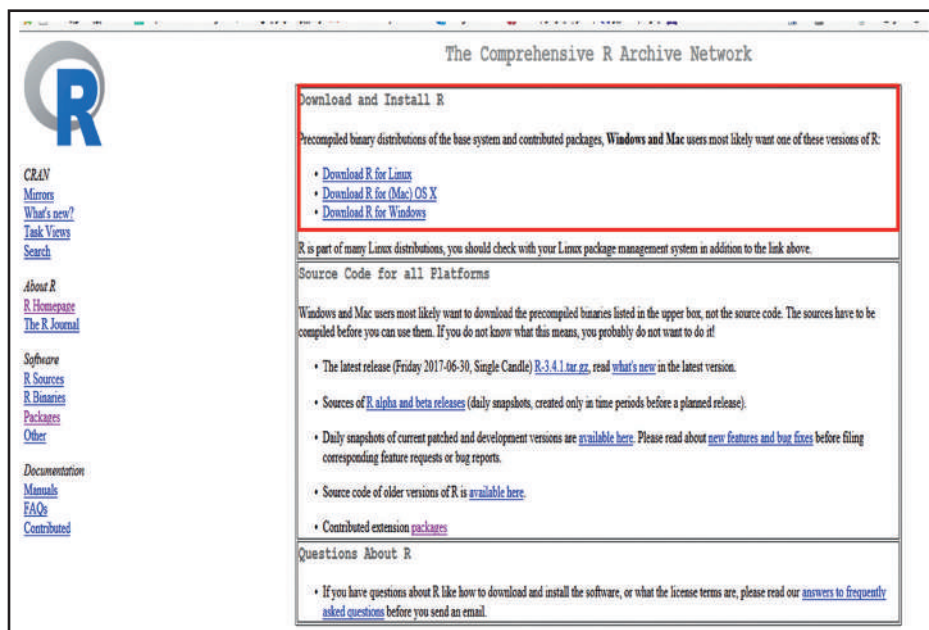 The Comprehensive R Archive Network
R
CRAN
Mirrors
What's new?
Task Views
Search
About R
R Homepage
The R Journal
Software
R Sources
R Binaries
Packages
Other
Documentation
Manuals
FAQs
Contributed
Download and Install R
Precompiled binary distributions of the base system and contributed packages, Windows and Mac users most likely want one of these versions of R:
• Download R for Linux
• Download R for (Mac) OS X
• Download R for Windows
R is part of many Linux distributions, you should check with your Linux package management system in addition to the link above.
Source Code for all Platforms
Windows and Mac users most likely want to download the precompiled binaries listed in the upper box, not the source code. The sources have to be
compiled before you can use them. If you do not know what this means, you probably do not want to do it!
• The latest release (Friday 2017-06-30, Single Candle) R-3.4.1.tar.gz, read what's new in the latest version.
• Sources of R alpha and beta releases (daily snapshots, created only in time periods before a planned release).
• Daily snapshots of current patched and development versions are available here. Please read about new features and bug fixes before filing
corresponding feature requests or bug reports.
• Source code of older versions of R is available here.
• Contributed extension packages
Questions About R
• If you have questions about R like how to download and install the software, or what the license terms are, please read our answers to frequently
asked questions before you send an email.